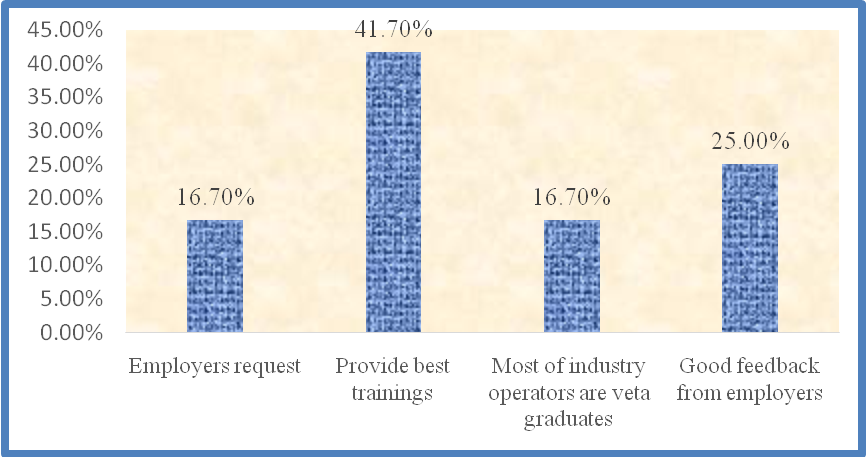 45.00%
40.00%
35.00%
30.00%
25.00%
20.00%
15.00%
10.00%
5.00%
0.00%
16.70%
41.70%
16.70%
25.00%
Employers request
Provide best
trainings
Most of industry
operators are veta
graduates
Good feedback
from employers